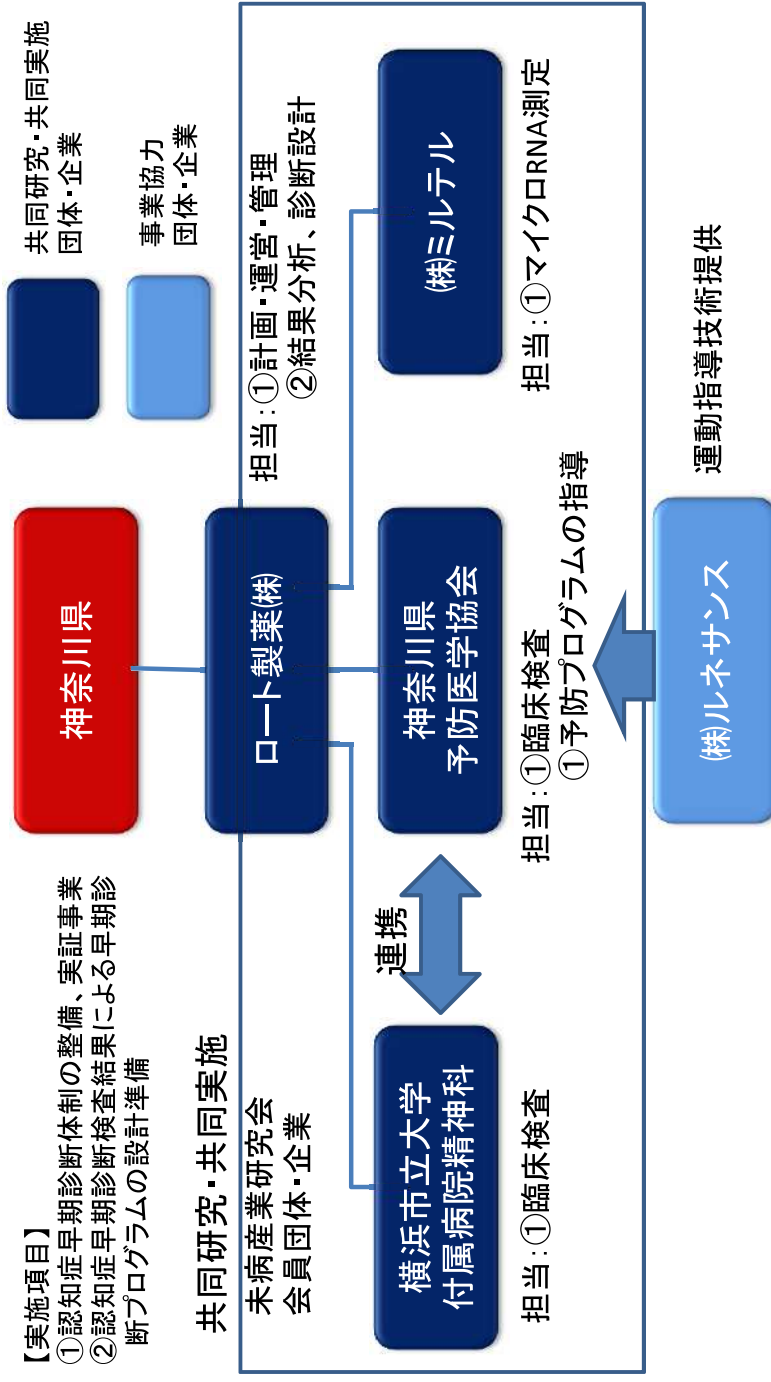 【実施項目】
①認知症早期診断体制の整備、実証事業
②認知症早期診断検査結果による早期診
断プログラムの設計準備
神奈川県
共同研究・共同実施
団体・企業
事業協力
団体・企業
共同研究・共同実施
未病産業研究会
会員団体・企業
ロート製薬㈱
担当:①計画・運営・管理
②結果分析、診断設計
横浜市立大学
付属病院精神科
担当:①臨床検査
連携
神奈川県
予防医学協会
担当:①臨床検査
①予防プログラムの指導
㈱ミルテル
担当:①マイクロRNA測定
㈱ルネサンス
運動指導技術提供